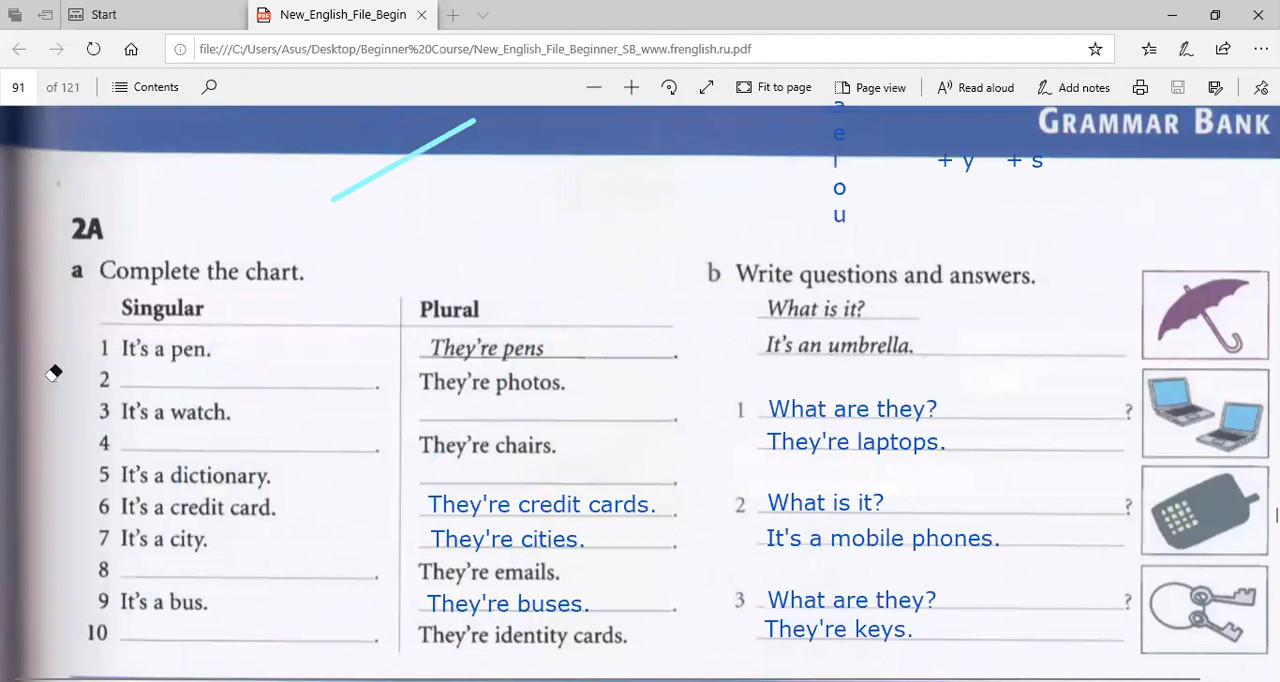 Start
New_English_File_Begin
file:///C:/Users/Asus/Desktop/Beginner%20Course/New_English_File_Beginner_SB_www.frenglish.ru.pdf
91 of 121
Contents
Fit to page
Page view
Read aloud
Add notes
GRAMMAR BANK
e
i
o
u
+ y + s
2A
a Complete the chart.
Singular Plural
1 It's a pen. They're pens.
2 . They're photos.
3 It's a watch. .
4 . They're chairs.
5 It's a dictionary. .
6 It's a credit card. They're credit cards. .
7 It's a city. They're cities. .
8 . They're emails.
9 It's a bus. They're buses. .
10 . They're identity cards.
b Write questions and answers.
What is it?
It's an umbrella.
1 What are they? ?
They're laptops.
2 What is it? ?
It's a mobile phones.
3 What are they? ?
They're keys.